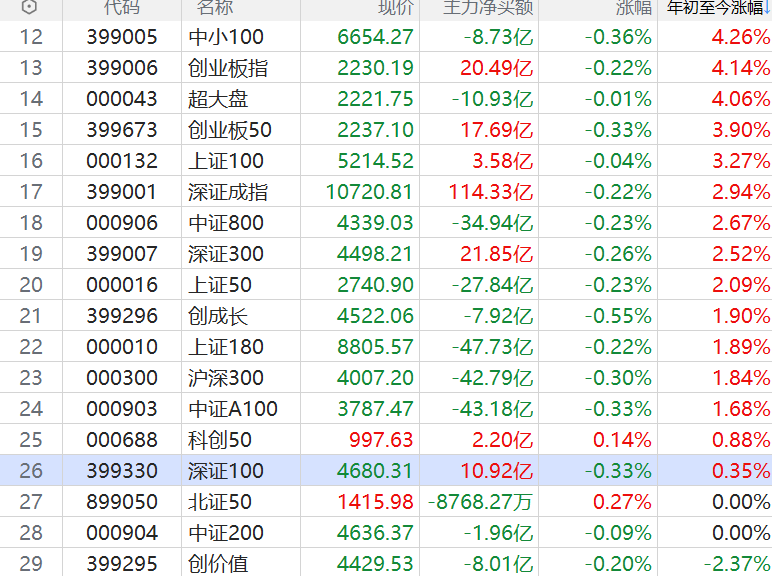 代码 名称 现价 主力净买额 涨幅 年初至今涨幅↓
12 399005 中小100 6654.27 -8.73亿 -0.36% 4.26%
13 399006 创业板指 2230.19 20.49亿 -0.22% 4.14%
14 000043 超大盘 2221.75 -10.93亿 -0.01% 4.06%
15 399673 创业板50 2237.10 17.69亿 -0.33% 3.90%
16 000132 上证100 5214.52 3.58亿 -0.04% 3.27%
17 399001 深证成指 10720.81 114.33亿 -0.22% 2.94%
18 000906 中证800 4339.03 -34.94亿 -0.23% 2.67%
19 399007 深证300 4498.21 21.85亿 -0.26% 2.52%
20 000016 上证50 2740.90 -27.84亿 -0.23% 2.09%
21 399296 创成长 4522.06 -7.92亿 -0.55% 1.90%
22 000010 上证180 8805.57 -47.73亿 -0.22% 1.89%
23 000300 沪深300 4007.20 -42.79亿 -0.30% 1.84%
24 000903 中证A100 3787.47 -43.18亿 -0.33% 1.68%
25 000688 科创50 997.63 2.20亿 0.14% 0.88%
26 399330 深证100 4680.31 10.92亿 -0.33% 0.35%
27 899050 北证50 1415.98 -8768.27万 0.27% 0.00%
28 000904 中证200 4636.37 -1.96亿 -0.09% 0.00%
29 399295 创价值 4429.53 -8.01亿 -0.20% -2.37%